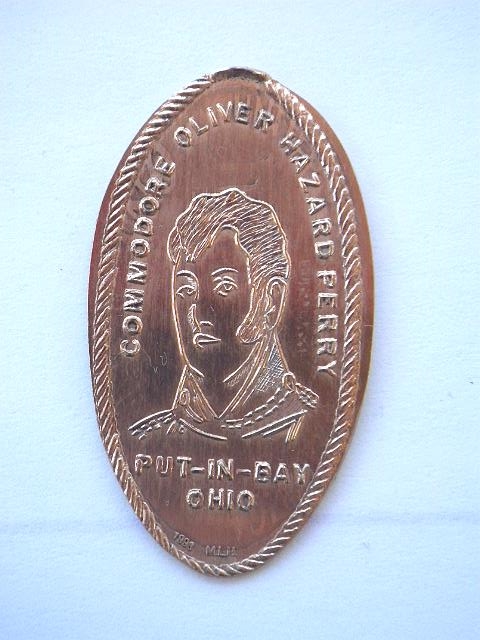 COMMODORE OLIVER HAZARD PERRY
PUT-IN-BAY
OHIO